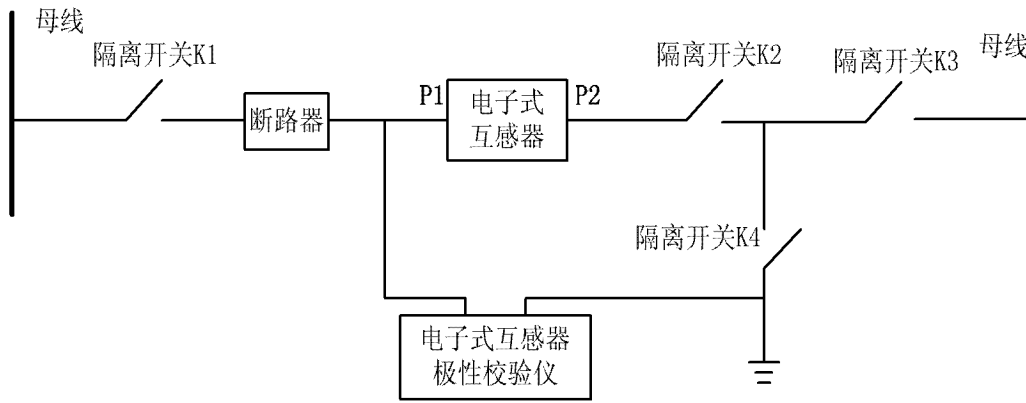 母线
隔离开关K1
断路器
P1
电子式
互感器
P2
隔离开关K2
隔离开关K3
母线
隔离开关K4
电子式互感器
极性校验仪